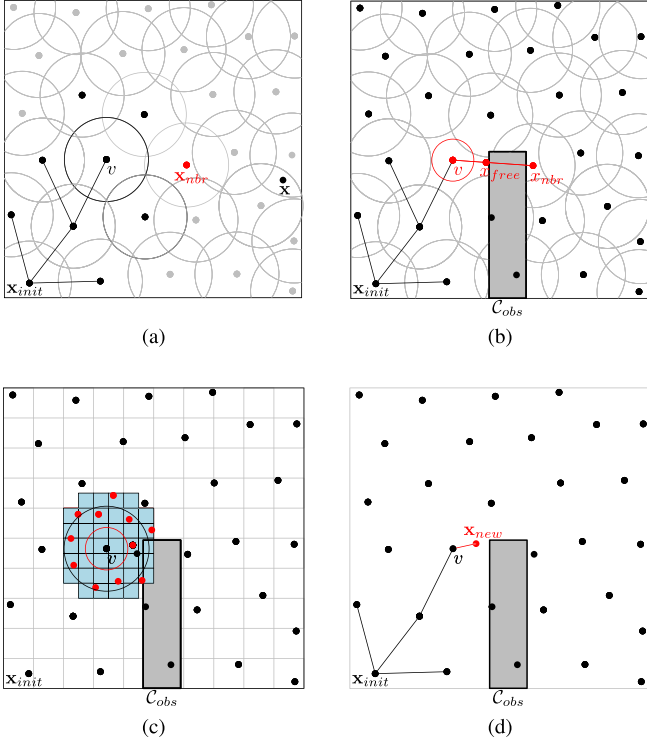 v
x_nbr
x
x_init
(a)
v x_free x_nbr
x_init
C_obs
(b)
v
x_init
C_obs
(c)
x_new
v
x_init
C_obs
(d)